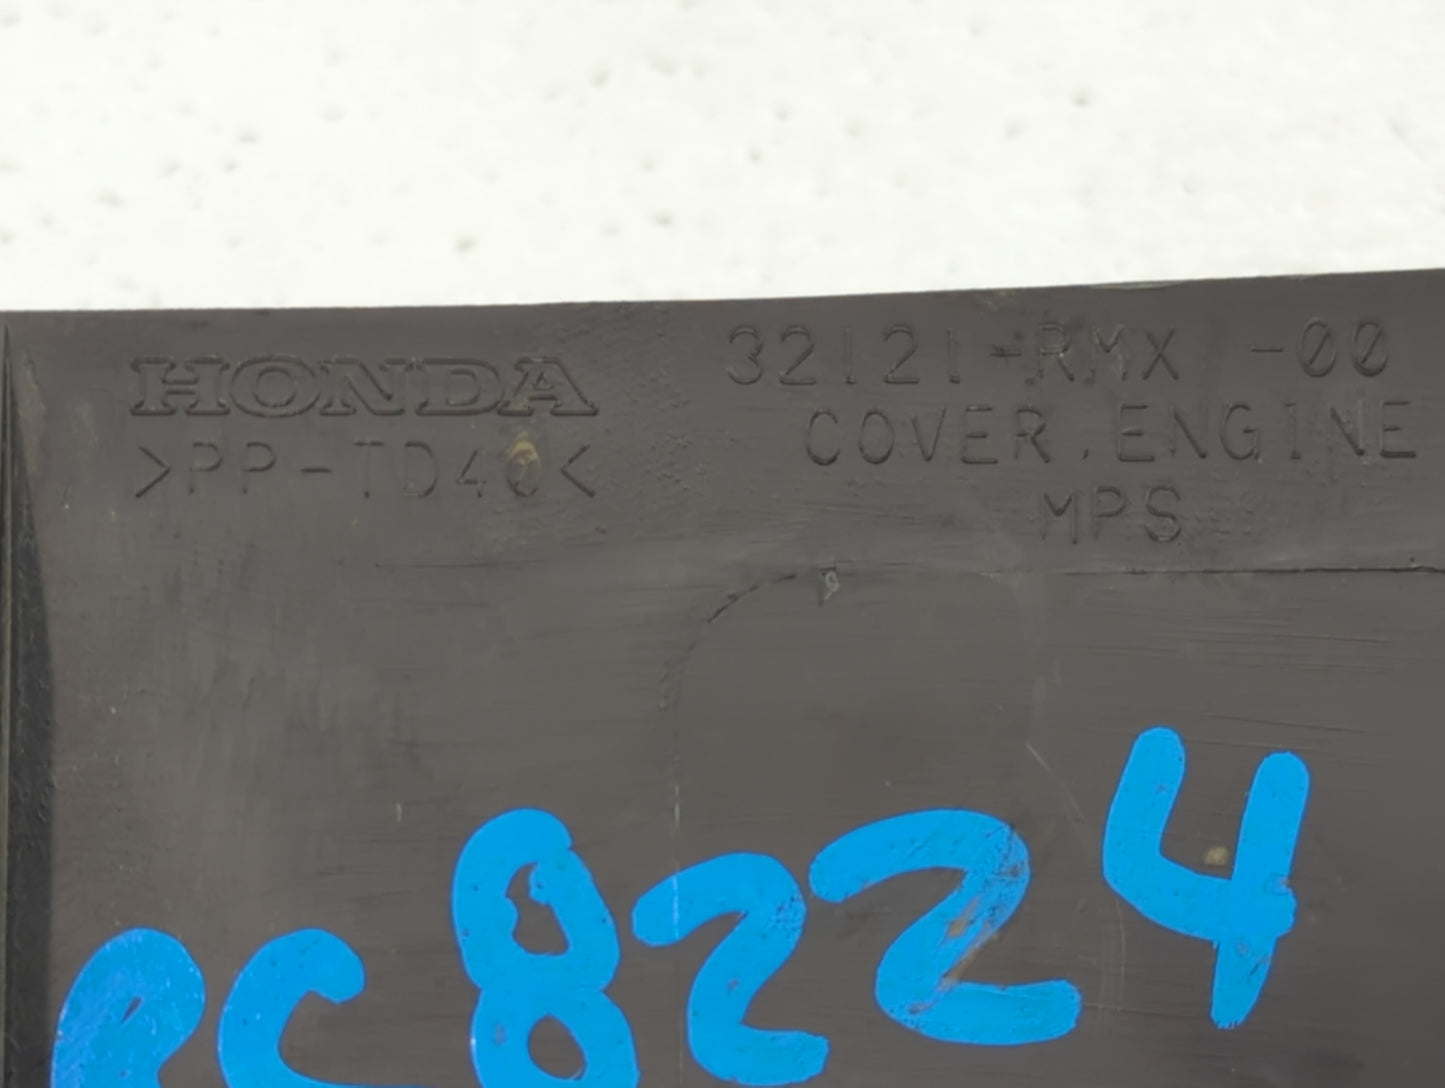 HONDA
>PP-TD40<
32121-RMX -00
COVER,ENGINE
MPS
8224